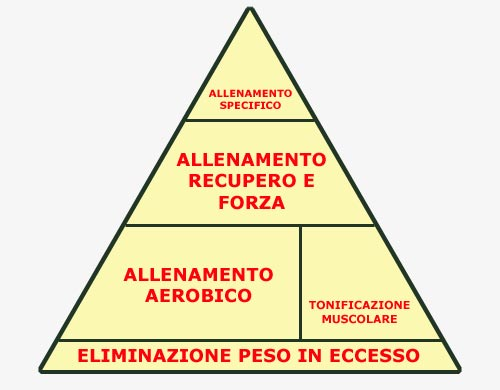 ALLENAMENTO
SPECIFICO
ALLENAMENTO
RECUPERO E
FORZA
ALLENAMENTO
AEROBICO
TONIFICAZIONE
MUSCOLARE
ELIMINAZIONE PESO IN ECCESSO